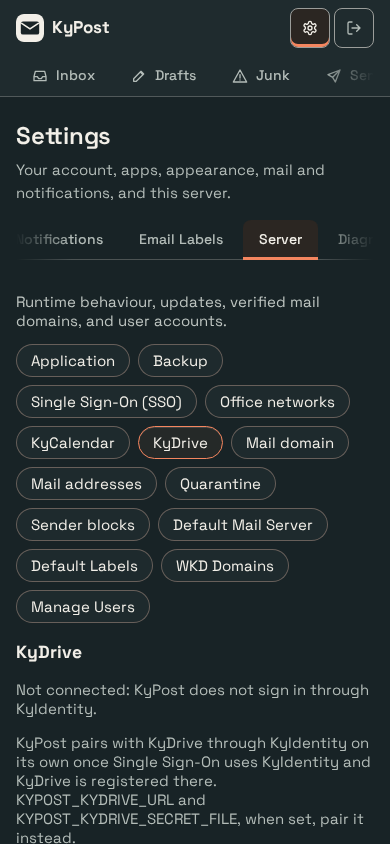 KyPost
Inbox
Drafts
Junk
Settings
Your account, apps, appearance, mail and
notifications, and this server.
Notifications
Email Labels
Server
Runtime behaviour, updates, verified mail
domains, and user accounts.
Application
Backup
Single Sign-On (SSO)
Office networks
KyCalendar
KyDrive
Mail domain
Mail addresses
Quarantine
Sender blocks
Default Mail Server
Default Labels
WKD Domains
Manage Users
KyDrive
Not connected: KyPost does not sign in through
KyIdentity.
KyPost pairs with KyDrive through KyIdentity on
its own once Single Sign-On uses KyIdentity and
KyDrive is registered there.
KYPOST_KYDRIVE_URL and
KYPOST_KYDRIVE_SECRET_FILE, when set, pair it
instead.